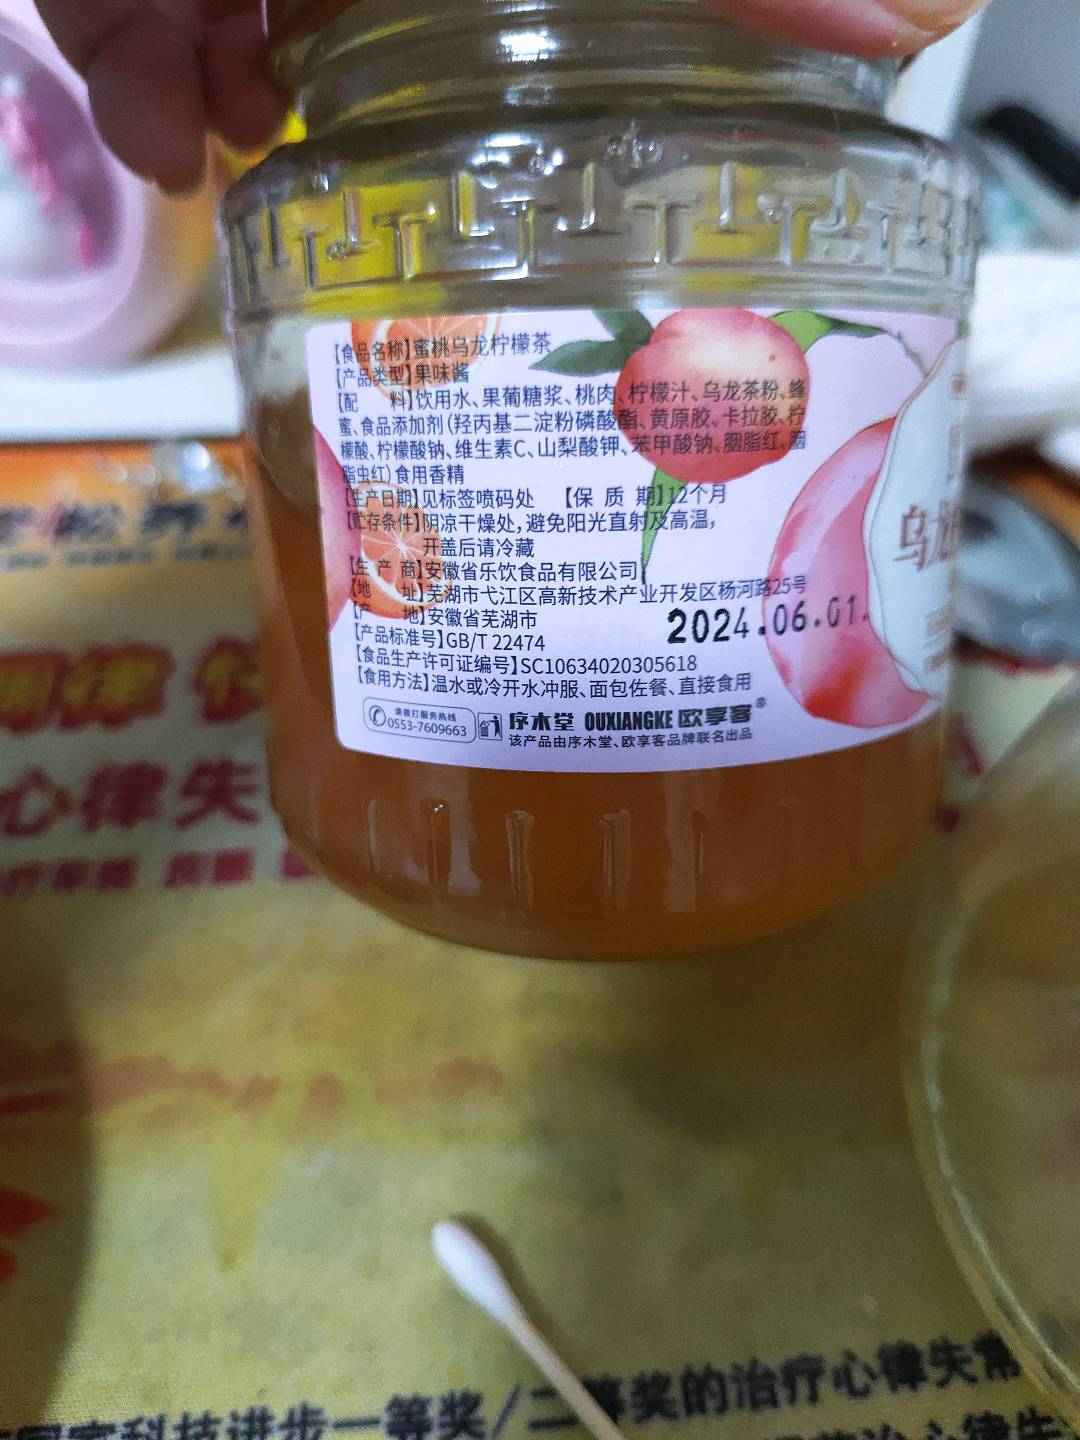 【食品名称】蜜桃乌龙柠檬茶
【产品类型】果味酱
【配 料】饮用水、果葡糖浆、桃肉、柠檬汁、乌龙茶粉、蜂
蜜、食品添加剂(羟丙基二淀粉磷酸酯、黄原胶、卡拉胶、柠
檬酸、柠檬酸钠、维生素C、山梨酸钾、苯甲酸钠、胭脂红、胭
脂虫红)食用香精
【生产日期】见标签喷码处 【保 质 期】12个月
【贮存条件】阴凉干燥处,避免阳光直射及高温,
开盖后请冷藏
【生 产 商】安徽省乐饮食品有限公司
【地 址】芜湖市弋江区高新技术产业开发区杨河路25号
【产 地】安徽省芜湖市
2024.06.01
【产品标准号】GB/T 22474
【食品生产许可证编号】SC10634020305618
【食用方法】温水或冷开水冲服、面包佐餐、直接食用
请拨打服务热线
0553-7609663
序木堂 OUXIANGKE 欧享客®
该产品由序木堂、欧享客品牌联名出品
乌龙
心律失
科技进步一等奖/二等奖的治疗心律失常
心律失